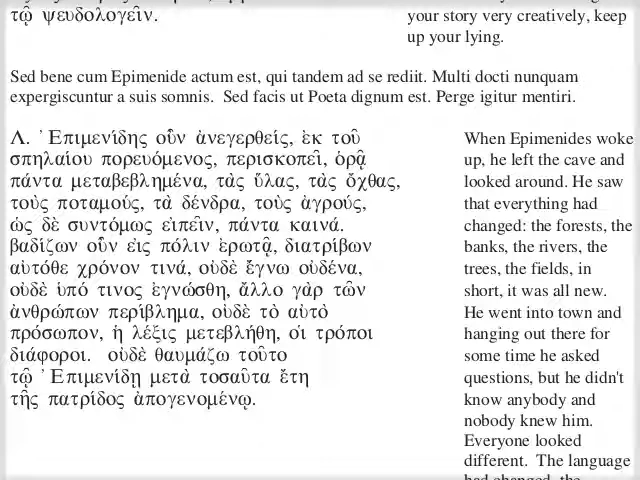 τῷ ψευδολογεῖν.
your story very creatively, keep
up your lying.
Sed bene cum Epimenide actum est, qui tandem ad se rediit. Multi docti nunquam
expergiscuntur a suis somnis.  Sed facis ut Poeta dignum est. Perge igitur mentiri.
Λ. ᾿Επιμενίδης οὖν ἀνεγερθείς, ἐκ τοῦ
σπηλαίου πορευόμενος, περισκοπεῖ, ὁρᾷ
πάντα μεταβεβλημένα, τὰς ὕλας, τὰς ὄχθας,
τοὺς ποταμούς, τὰ δένδρα, τοὺς ἀγρούς,
ὡς δὲ συντόμως εἰπεῖν, πάντα καινά.
βαδίζων οὖν εἰς πόλιν ἐρωτᾷ, διατρίβων
αὐτόθε χρόνον τινά, οὐδὲ ἔγνω οὐδένα,
οὐδὲ ὑπό τινος ἐγνώσθη, ἄλλο γὰρ τῶν
ἀνθρώπων περίβλημα, οὐδὲ τὸ αὐτὸ
πρόσωπον, ἡ λέξις μετεβλήθη, οἱ τρόποι
διάφοροι.  οὐδὲ θαυμάζω τοῦτο
τῷ ᾿Επιμενίδῃ μετὰ τοσαῦτα ἔτη
τῆς πατρίδος ἀπογενομένῳ.
When Epimenides woke
up, he left the cave and
looked around. He saw
that everything had
changed: the forests, the
banks, the rivers, the
trees, the fields, in
short, it was all new.
He went into town and
hanging out there for
some time he asked
questions, but he didn't
know anybody and
nobody knew him.
Everyone looked
different.  The language
had changed, the